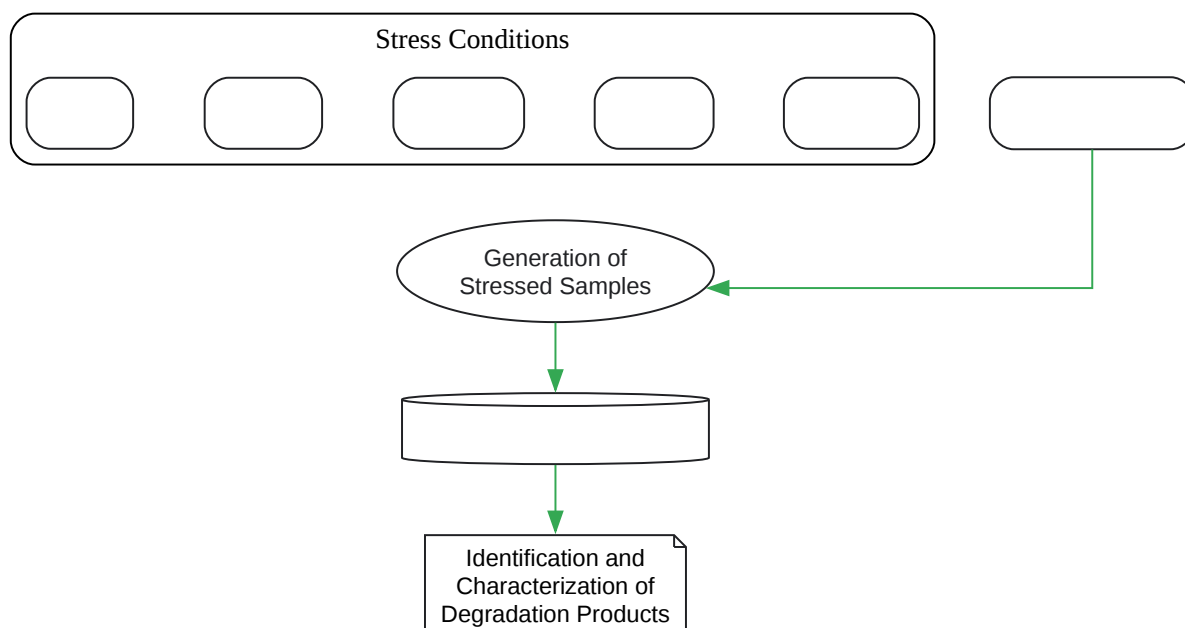 Stress Conditions
Generation of
Stressed Samples
Identification and
Characterization of
Degradation Products